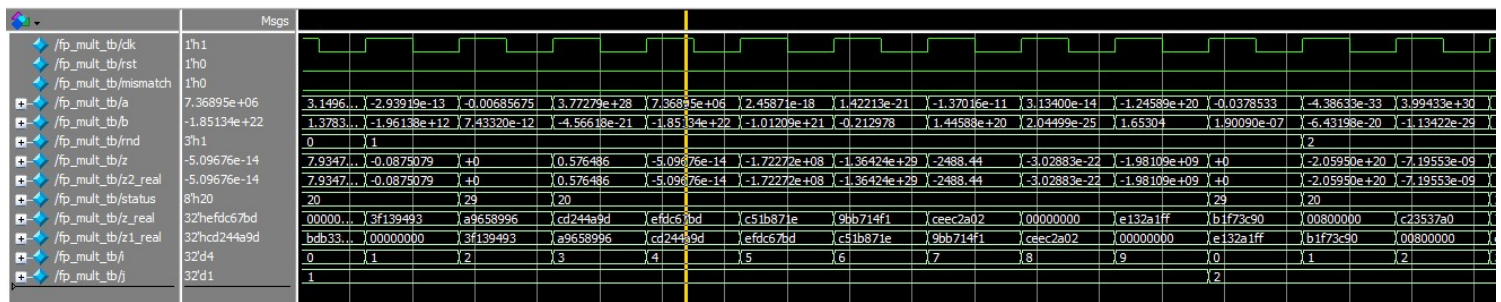 Msgs
/fp_mult_tb/clk 1'h1
/fp_mult_tb/rst 1'h0
/fp_mult_tb/mismatch 1'h0
/fp_mult_tb/a 7.36895e+06 3.1496... -2.93919e-13 -0.00685675 3.77279e+28 7.36895e+06 2.45871e-18 1.42213e-21 -1.37016e-11 3.13400e-14 -1.24589e+20 -0.0378533 -4.38633e-33 3.99433e+30
/fp_mult_tb/b -1.85134e+22 1.3783... -1.96138e+12 7.43320e-12 -4.56618e-21 -1.85134e+22 -1.01209e+21 -0.212978 1.44588e+20 2.04499e-25 1.65304 1.90090e-07 -6.43198e-20 -1.13422e-29
/fp_mult_tb/rnd 3'h1 0 1 2
/fp_mult_tb/z -5.09676e-14 7.9347... -0.0875079 +0 0.576486 -5.09676e-14 -1.72272e+08 -1.36424e+29 -2488.44 -3.02883e-22 -1.98109e+09 +0 -2.05950e+20 -7.19553e-09
/fp_mult_tb/z2_real -5.09676e-14 7.9347... -0.0875079 +0 0.576486 -5.09676e-14 -1.72272e+08 -1.36424e+29 -2488.44 -3.02883e-22 -1.98109e+09 +0 -2.05950e+20 -7.19553e-09
/fp_mult_tb/status 8'h20 20 29 20 29 20
/fp_mult_tb/z_real 32'hefdc67bd 00000... 3f139493 a9658996 cd244a9d efdc67bd c51b871e 9bb714f1 ceec2a02 00000000 e132a1ff b1f73c90 00800000 c23537a0
/fp_mult_tb/z1_real 32'hcd244a9d bdb33... 00000000 3f139493 a9658996 cd244a9d efdc67bd c51b871e 9bb714f1 ceec2a02 00000000 e132a1ff b1f73c90 00800000
/fp_mult_tb/i 32'd4 0 1 2 3 4 5 6 7 8 9 0 1 2
/fp_mult_tb/j 32'd1 1 2